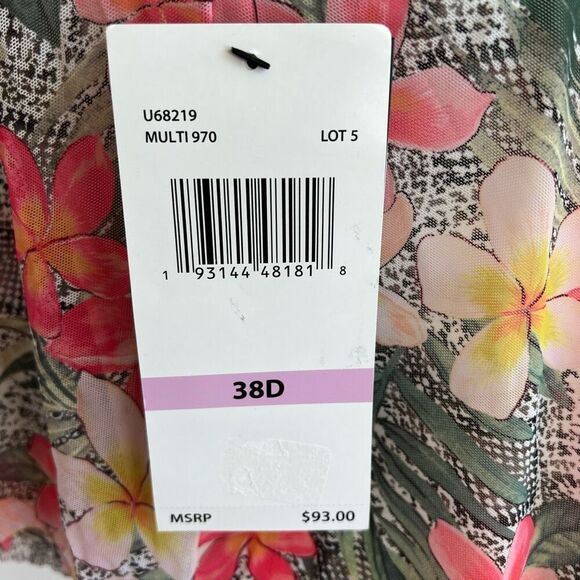 U68219
MULTI 970 LOT 5
1 93144 48181 8
38D
MSRP $93.00